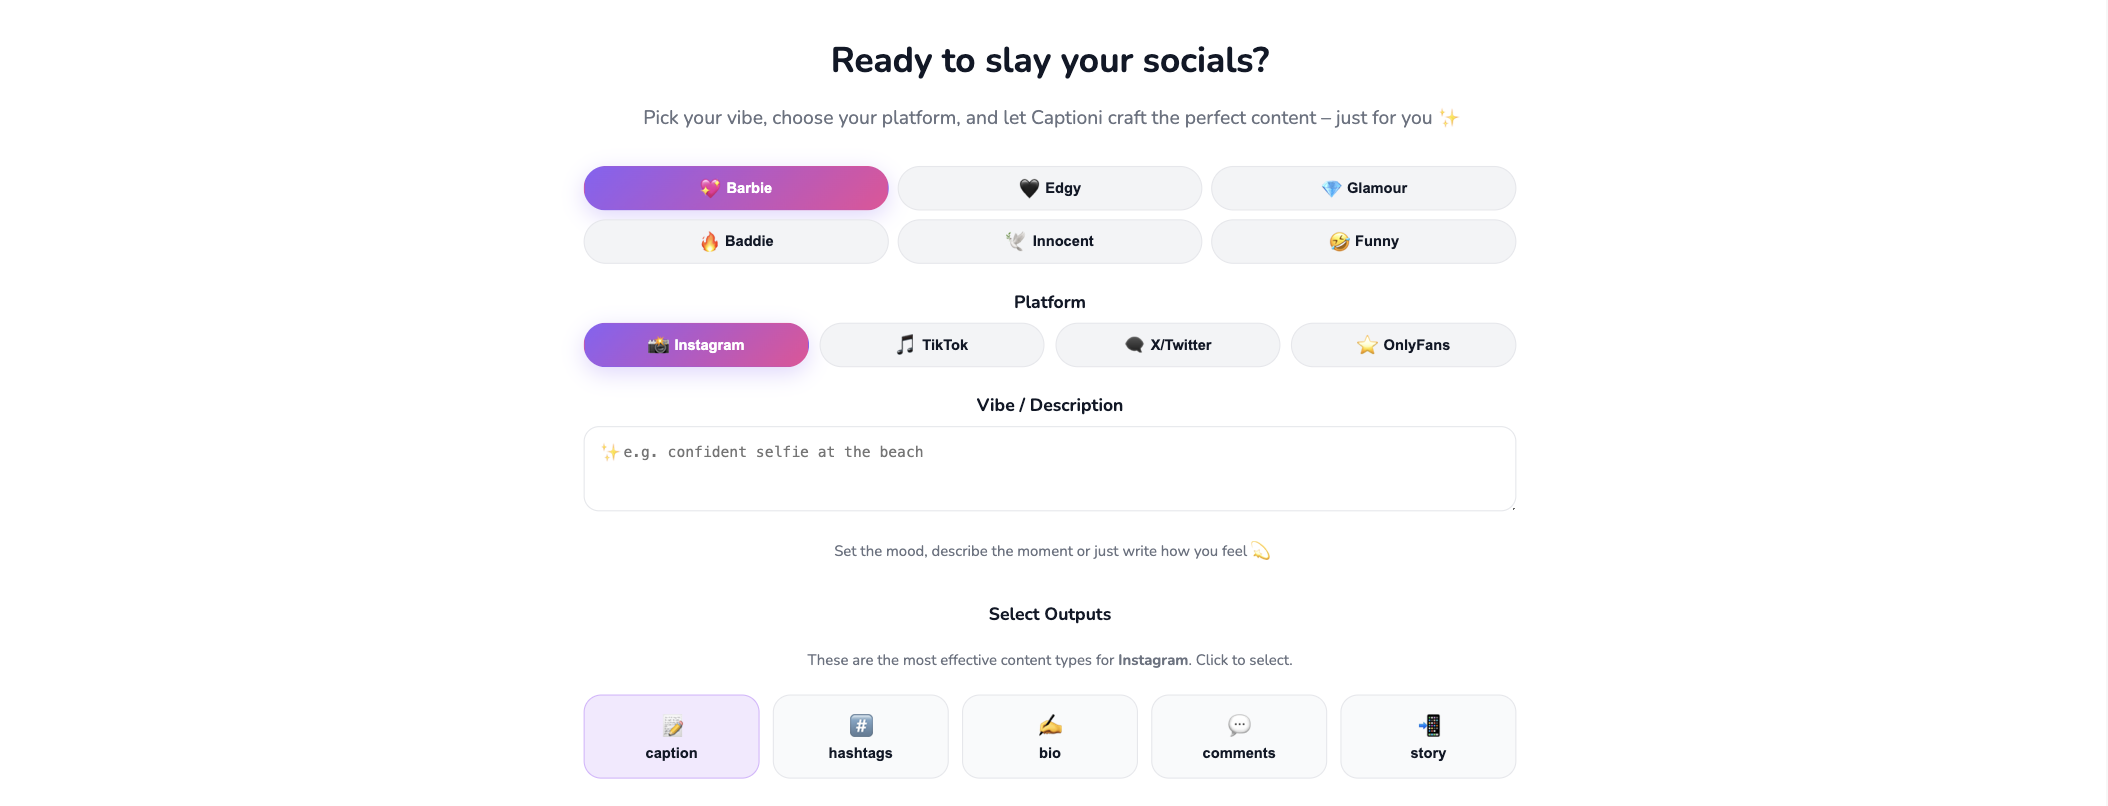 Ready to slay your socials?
Pick your vibe, choose your platform, and let Captioni craft the perfect content – just for you ✨
💖 Barbie
🖤 Edgy
💎 Glamour
🔥 Baddie
🕊️ Innocent
🤣 Funny
Platform
📸 Instagram
🎵 TikTok
🗨️ X/Twitter
⭐ OnlyFans
Vibe / Description
✨ e.g. confident selfie at the beach
Set the mood, describe the moment or just write how you feel 💫
Select Outputs
These are the most effective content types for Instagram. Click to select.
📝 caption
#️⃣ hashtags
✍️ bio
💬 comments
📲 story